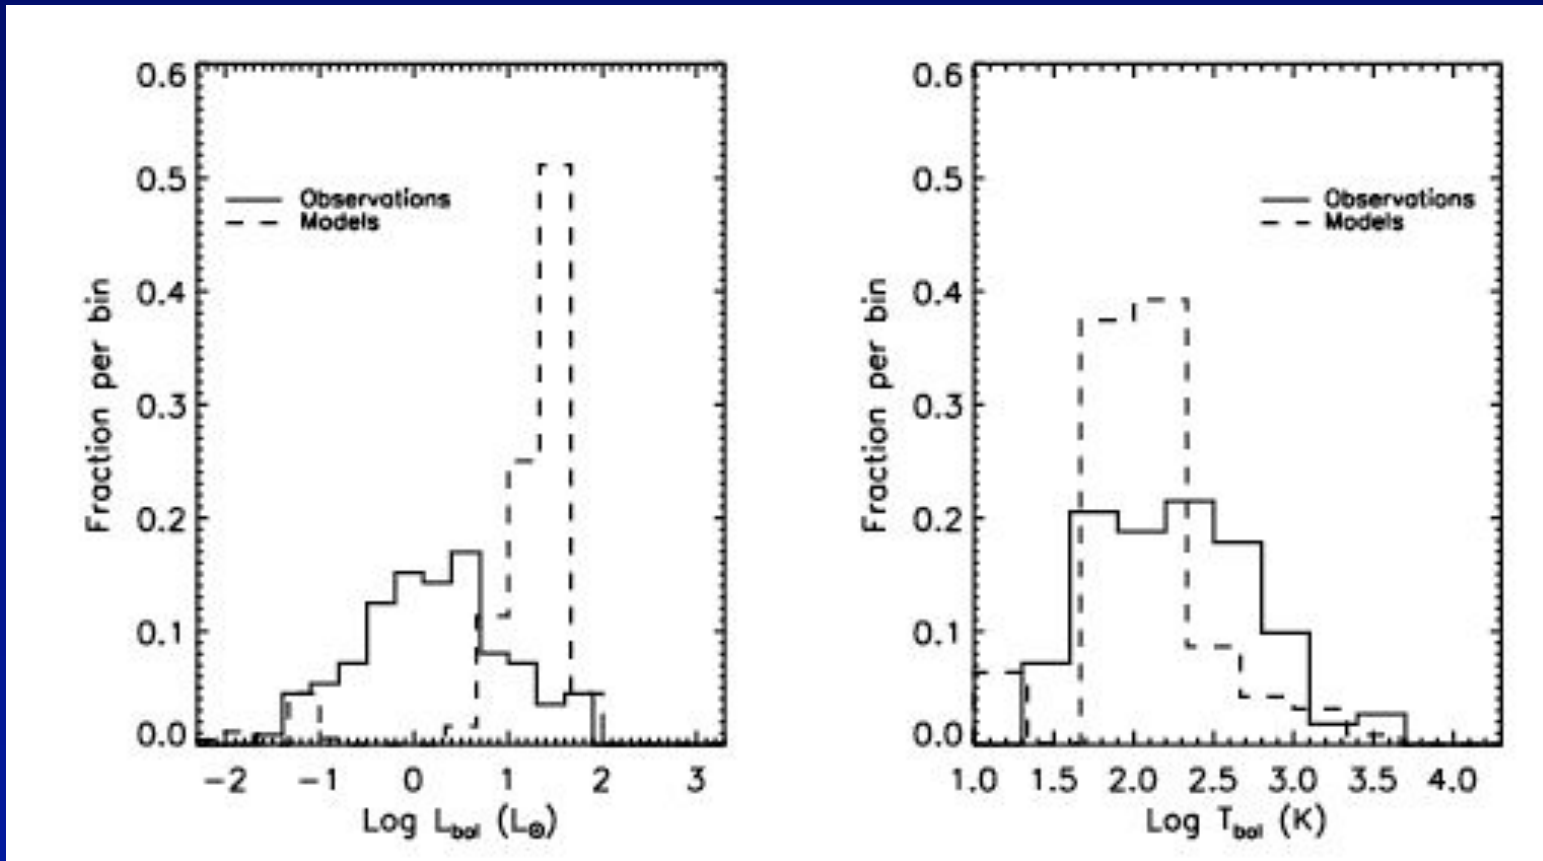 0.6
0.5
0.4
0.3
0.2
0.1
0.0
Fraction per bin
Observations
Models
−2 −1 0 1 2 3
Log L_bol (L_⊙)
0.6
0.5
0.4
0.3
0.2
0.1
0.0
Fraction per bin
Observations
Models
1.0 1.5 2.0 2.5 3.0 3.5 4.0
Log T_bol (K)